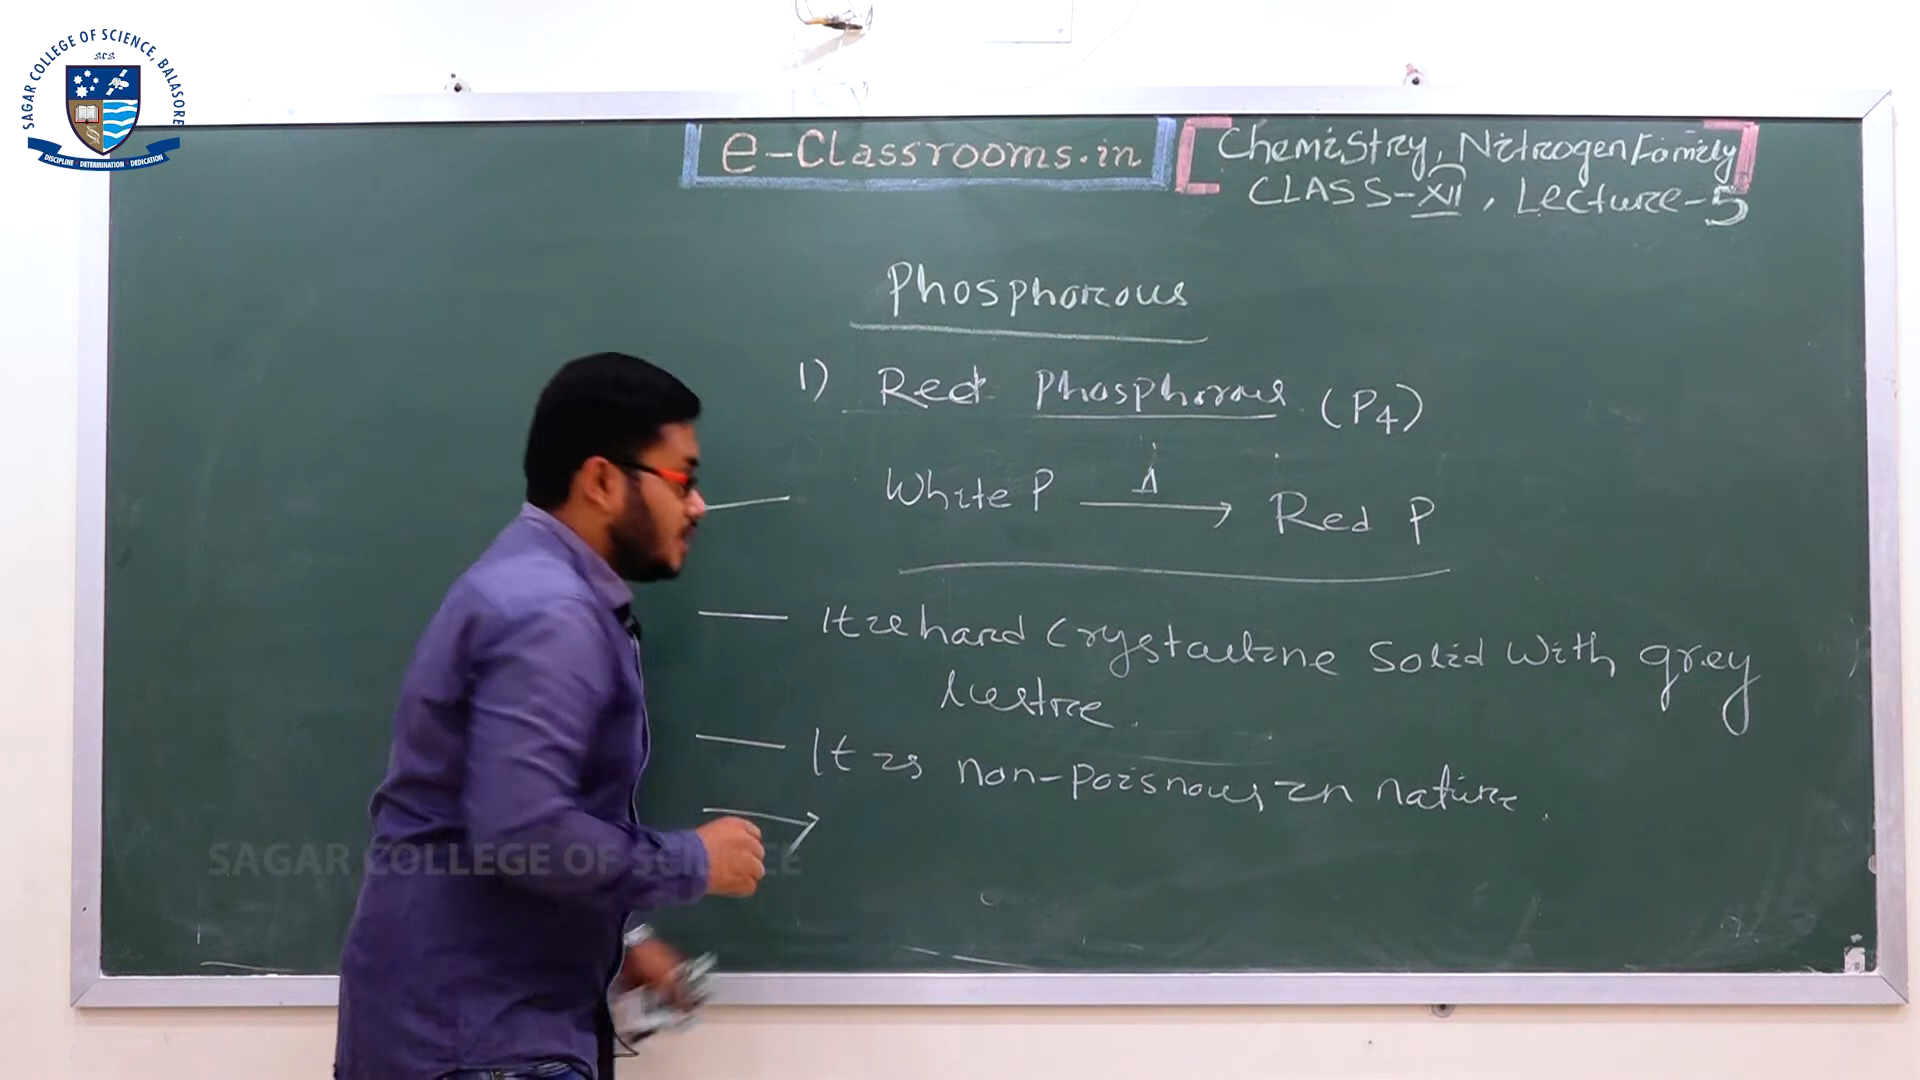 SAGAR COLLEGE OF SCIENCE, BALASORE
SCS
DISCIPLINE DETERMINATION DEDICATION
e-Classrooms.in
Chemistry, Nitrogen Family
CLASS-XII, Lecture-5
Phosphorous
1) Red Phosphorous (P4)
White P Δ → Red P
It is hard Crystalline Solid With grey
lustre.
It is non-poisnous in nature.
SAGAR COLLEGE OF SCIENCE